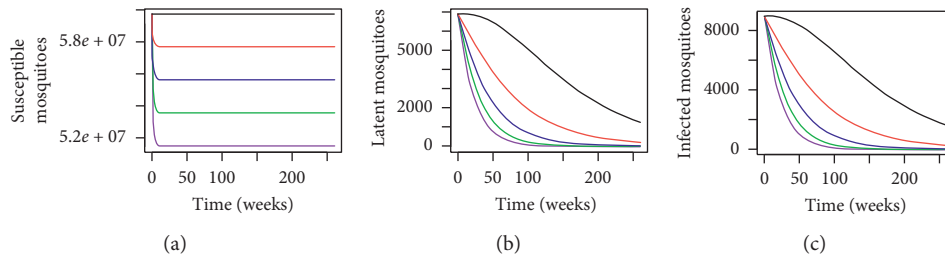 Susceptible
mosquitoes
5.8e + 07
5.2e + 07
0 50 100 200
Time (weeks)
(a)
Latent mosquitoes
5000
2000
0
0 50 100 200
Time (weeks)
(b)
Infected mosquitoes
8000
4000
0
0 50 100 200
Time (weeks)
(c)